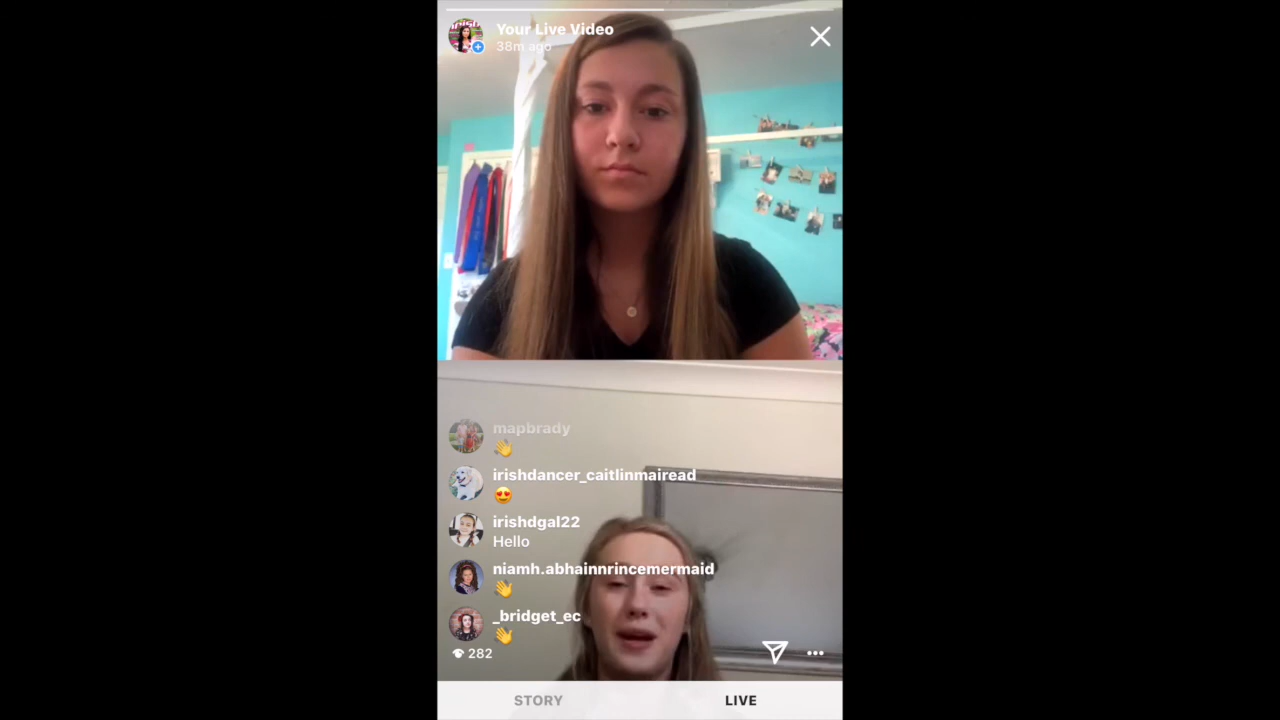 Your Live Video
38m ago
mapbrady
👋
irishdancer_caitlinmairead
😍
irishdgal22
Hello
niamh.abhainnrincemermaid
👋
_bridget_ec
👋
282
STORY
LIVE